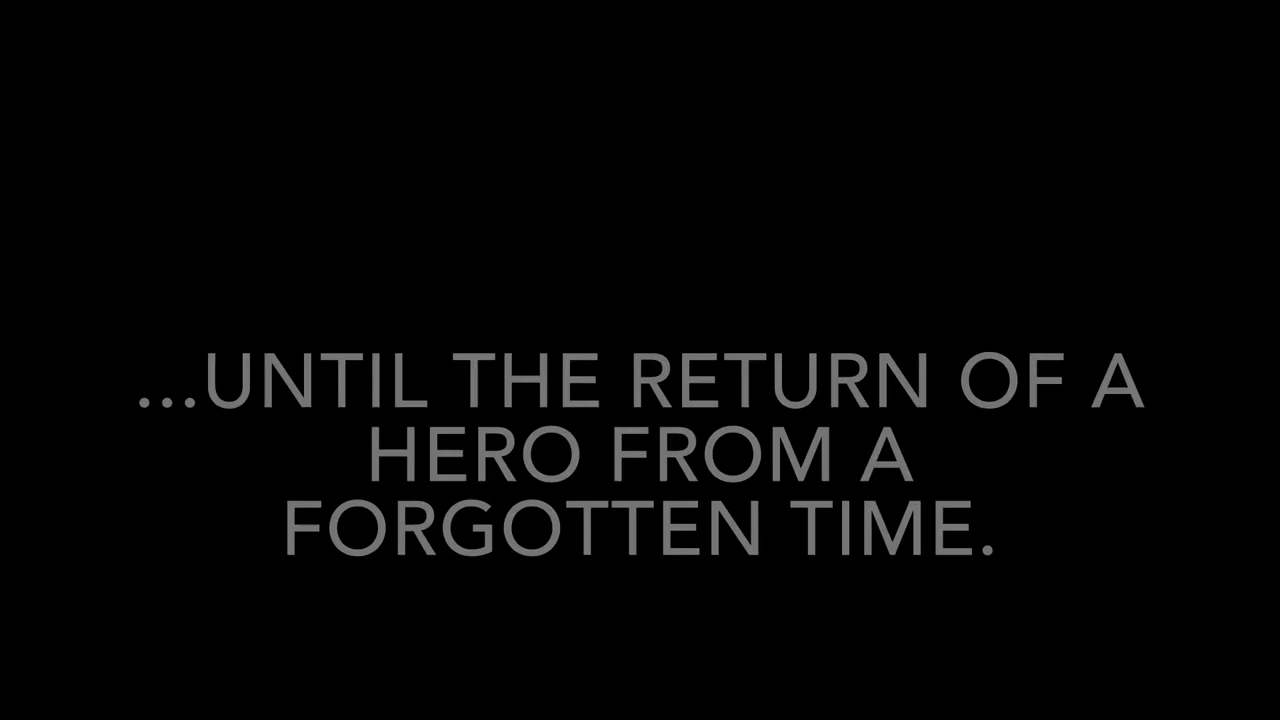 ...UNTIL THE RETURN OF A
HERO FROM A
FORGOTTEN TIME.